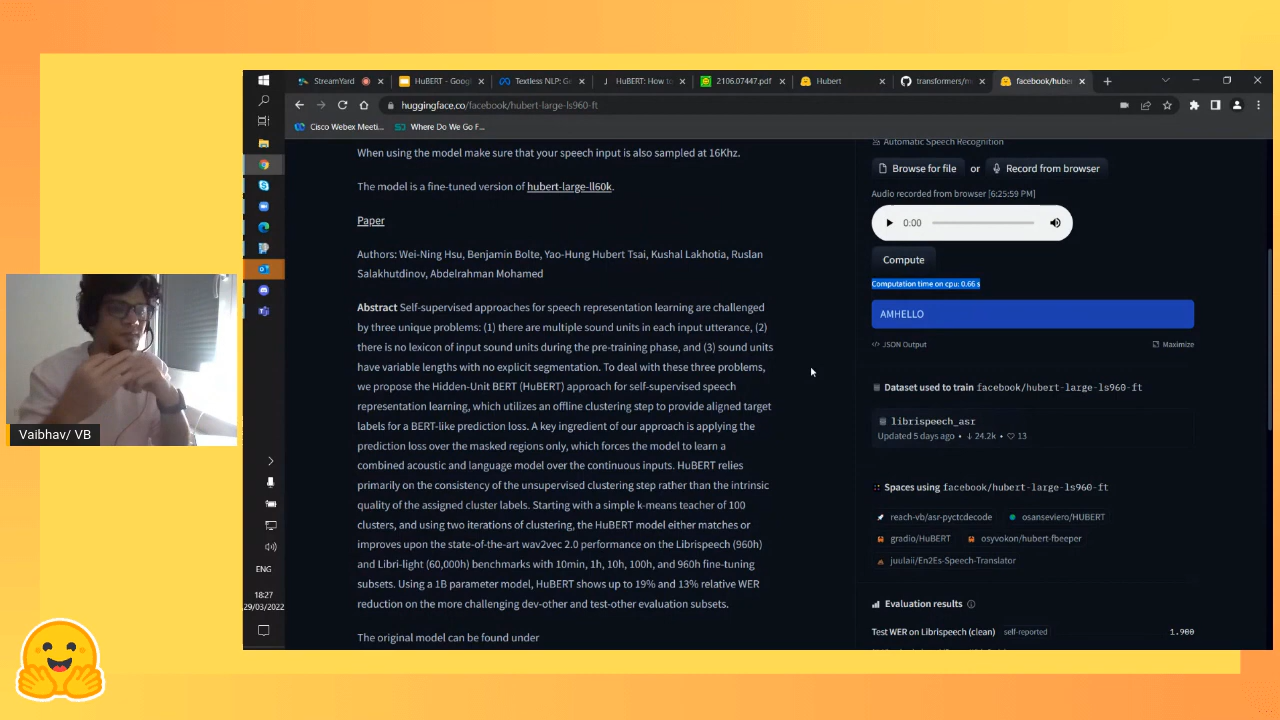 StreamYard
HuBERT - Goog
Textless NLP: Ge
HuBERT: How to
2106.07447.pdf
Hubert
transformers/m
facebook/hube
huggingface.co/facebook/hubert-large-ls960-ft
Cisco Webex Meeti...
Where Do We Go F...
When using the model make sure that your speech input is also sampled at 16Khz.
The model is a fine-tuned version of hubert-large-ll60k.
Paper
Authors: Wei-Ning Hsu, Benjamin Bolte, Yao-Hung Hubert Tsai, Kushal Lakhotia, Ruslan
Salakhutdinov, Abdelrahman Mohamed
Abstract Self-supervised approaches for speech representation learning are challenged
by three unique problems: (1) there are multiple sound units in each input utterance, (2)
there is no lexicon of input sound units during the pre-training phase, and (3) sound units
have variable lengths with no explicit segmentation. To deal with these three problems,
we propose the Hidden-Unit BERT (HuBERT) approach for self-supervised speech
representation learning, which utilizes an offline clustering step to provide aligned target
labels for a BERT-like prediction loss. A key ingredient of our approach is applying the
prediction loss over the masked regions only, which forces the model to learn a
combined acoustic and language model over the continuous inputs. HuBERT relies
primarily on the consistency of the unsupervised clustering step rather than the intrinsic
quality of the assigned cluster labels. Starting with a simple k-means teacher of 100
clusters, and using two iterations of clustering, the HuBERT model either matches or
improves upon the state-of-the-art wav2vec 2.0 performance on the Librispeech (960h)
and Libri-light (60,000h) benchmarks with 10min, 1h, 10h, 100h, and 960h fine-tuning
subsets. Using a 1B parameter model, HuBERT shows up to 19% and 13% relative WER
reduction on the more challenging dev-other and test-other evaluation subsets.
The original model can be found under
Automatic Speech Recognition
Browse for file or Record from browser
Audio recorded from browser [6:25:59 PM]
0:00
Compute
Computation time on cpu: 0.66 s
AMHELLO
</> JSON Output
Maximize
Dataset used to train facebook/hubert-large-ls960-ft
librispeech_asr
Updated 5 days ago • ↓ 24.2k • ♡ 13
Spaces using facebook/hubert-large-ls960-ft
reach-vb/asr-pyctcdecode
osanseviero/HUBERT
gradio/HuBERT
osyvokon/hubert-fbeeper
juulaii/En2Es-Speech-Translator
Evaluation results
Test WER on Librispeech (clean) self-reported 1.900
Vaibhav/ VB
ENG
18:27
29/03/2022